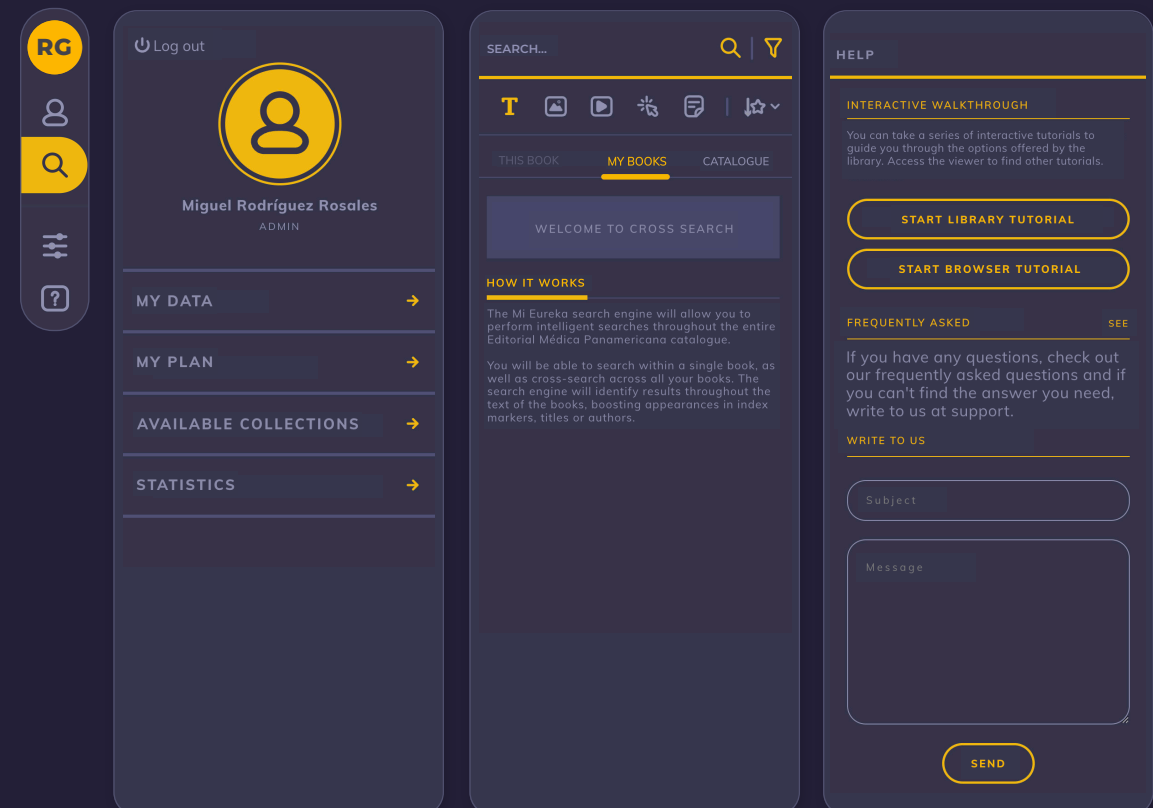 RG
Log out
Miguel Rodríguez Rosales
ADMIN
MY DATA
MY PLAN
AVAILABLE COLLECTIONS
STATISTICS
SEARCH...
T
THIS BOOK
MY BOOKS
CATALOGUE
WELCOME TO CROSS SEARCH
HOW IT WORKS
The Mi Eureka search engine will allow you to
perform intelligent searches throughout the entire
Editorial Médica Panamericana catalogue.
You will be able to search within a single book, as
well as cross-search across all your books. The
search engine will identify results throughout the
text of the books, boosting appearances in index
markers, titles or authors.
HELP
INTERACTIVE WALKTHROUGH
You can take a series of interactive tutorials to
guide you through the options offered by the
library. Access the viewer to find other tutorials.
START LIBRARY TUTORIAL
START BROWSER TUTORIAL
FREQUENTLY ASKED
SEE
If you have any questions, check out
our frequently asked questions and if
you can't find the answer you need,
write to us at support.
WRITE TO US
Subject
Message
SEND